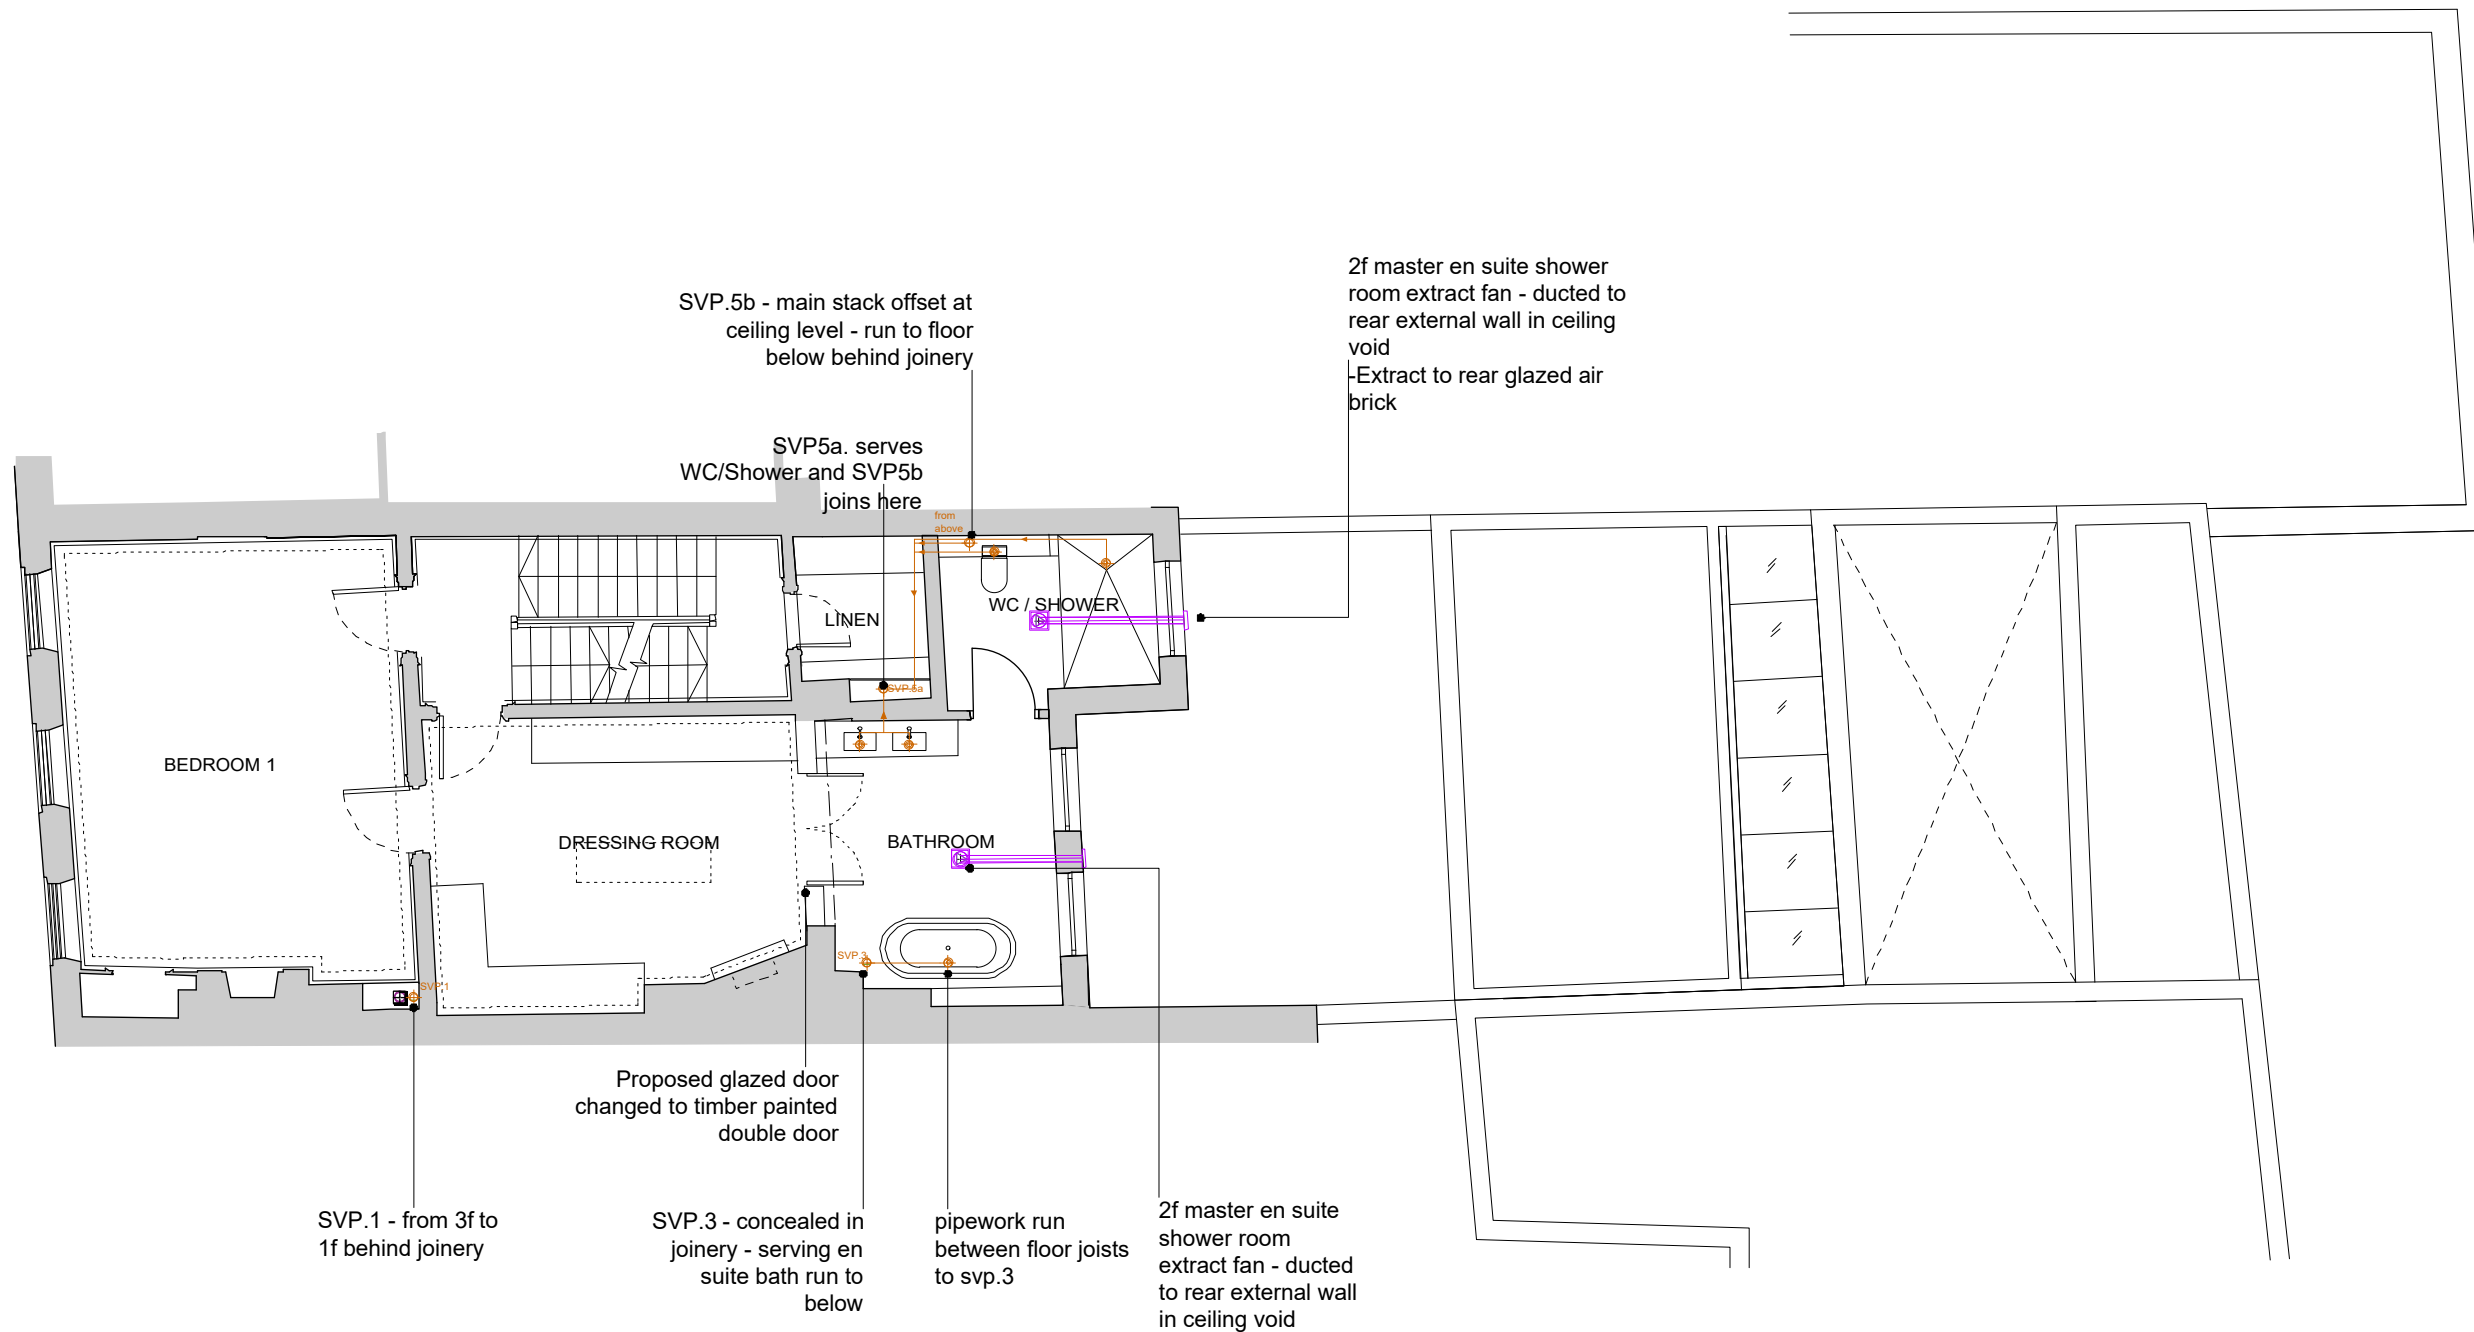 2f master en suite shower
room extract fan - ducted to
rear external wall in ceiling
void
-Extract to rear glazed air
brick
SVP.5b - main stack offset at
ceiling level - run to floor
below behind joinery
SVP5a. serves
WC/Shower and SVP5b
joins here
from
above
WC / SHOWER
LINEN
SVP.5a
BEDROOM 1
DRESSING ROOM
BATHROOM
SVP.3
SVP.1
Proposed glazed door
changed to timber painted
double door
SVP.1 - from 3f to
1f behind joinery
SVP.3 - concealed in
joinery - serving en
suite bath run to
below
pipework run
between floor joists
to svp.3
2f master en suite
shower room
extract fan - ducted
to rear external wall
in ceiling void